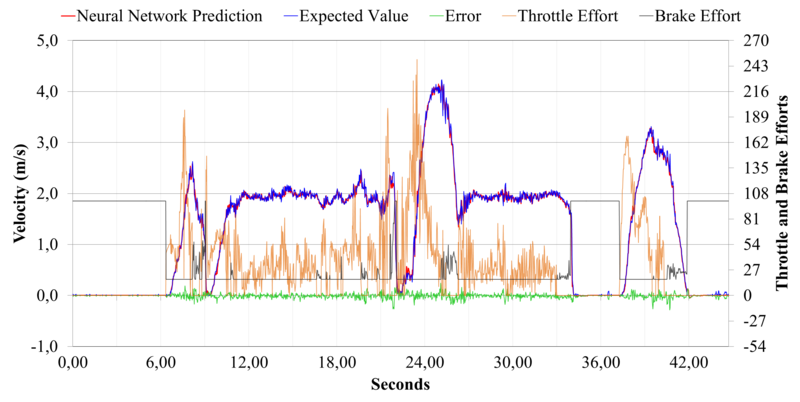 Neural Network Prediction Expected Value Error Throttle Effort Brake Effort
5,0 270
243
4,0 216
189
3,0 162
135
2,0 108
81
1,0 54
27
0,0 0
-27
-1,0 -54
Velocity (m/s)
Throttle and Brake Efforts
0,00 6,00 12,00 18,00 24,00 30,00 36,00 42,00
Seconds